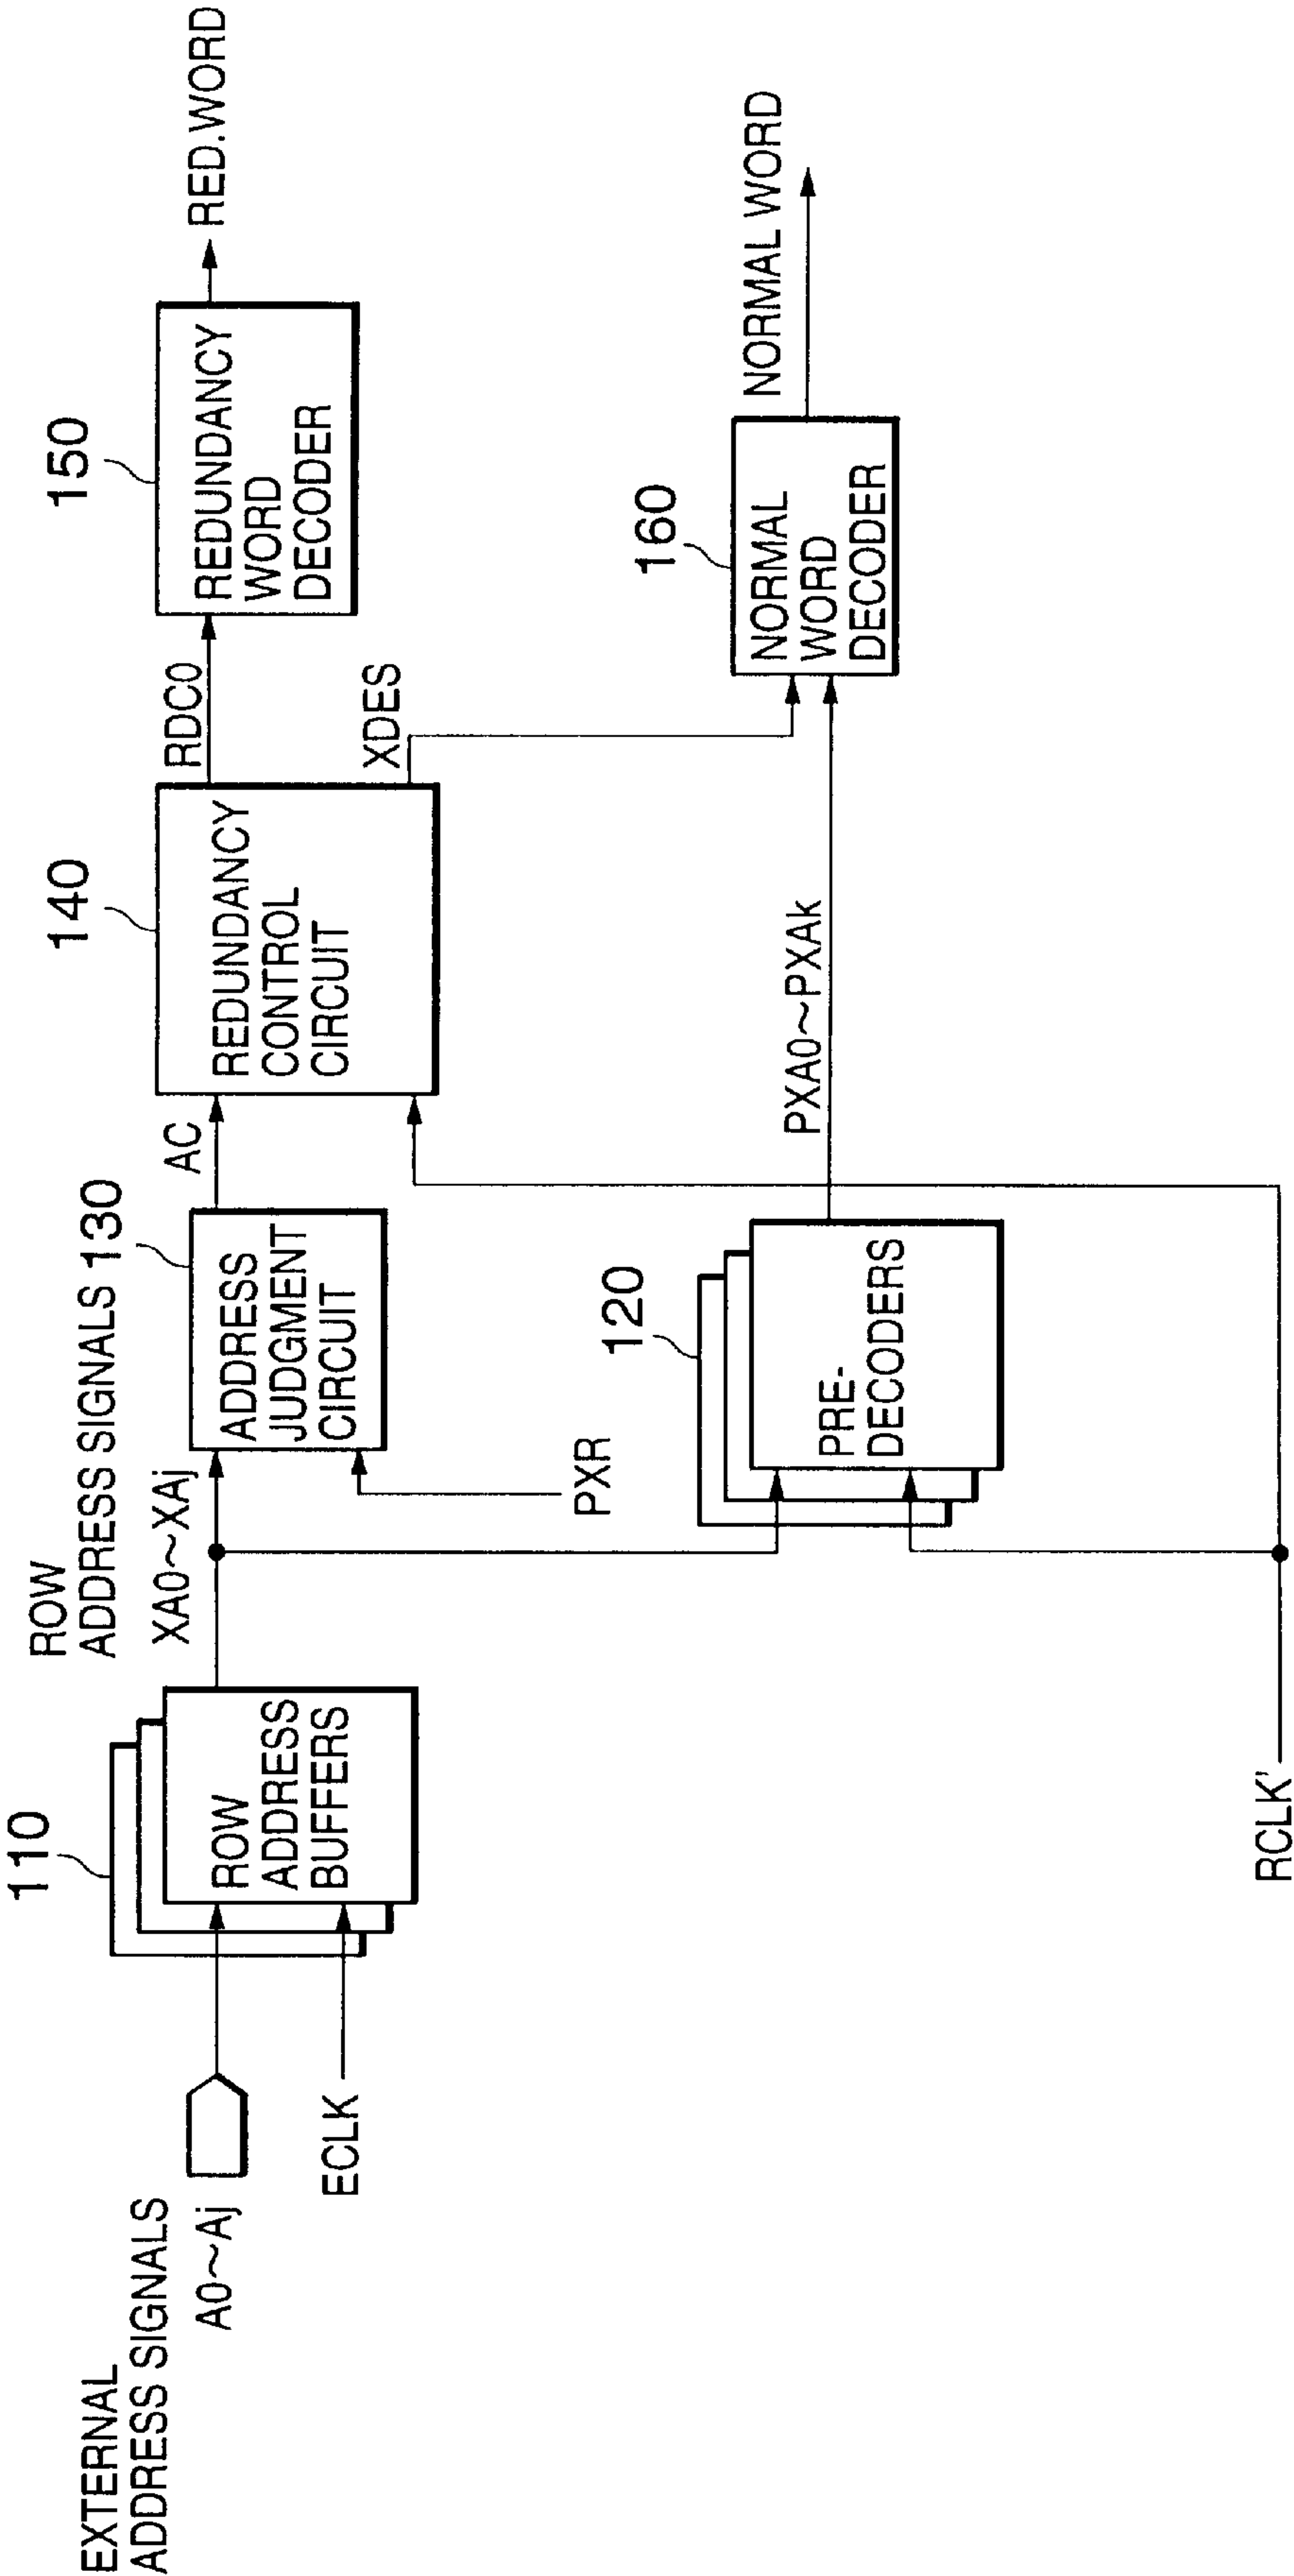 EXTERNAL
ADDRESS SIGNALS
A0~Aj
ECLK
110
ROW
ADDRESS
BUFFERS
ROW
ADDRESS SIGNALS
XA0~XAj
130
ADDRESS
JUDGMENT
CIRCUIT
PXR
AC
140
REDUNDANCY
CONTROL
CIRCUIT
RDC0
XDES
150
REDUNDANCY
WORD
DECODER
RED.WORD
120
PRE-
DECODERS
PXA0~PXAk
160
NORMAL
WORD
DECODER
NORMAL WORD
RCLK'